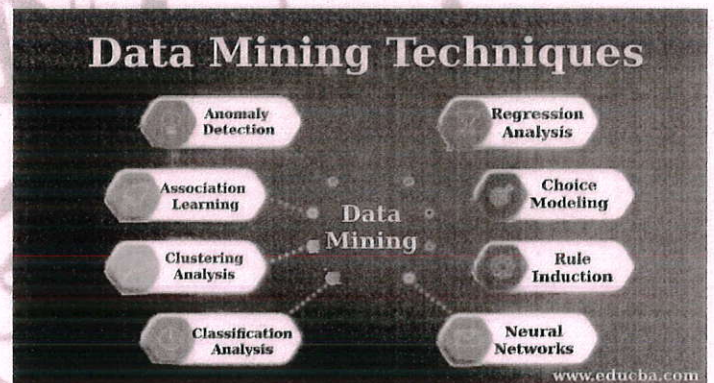 Data Mining Techniques
Anomaly
Detection
Association
Learning
Clustering
Analysis
Classification
Analysis
Data
Mining
Regression
Analysis
Choice
Modeling
Rule
Induction
Neural
Networks
www.educba.com